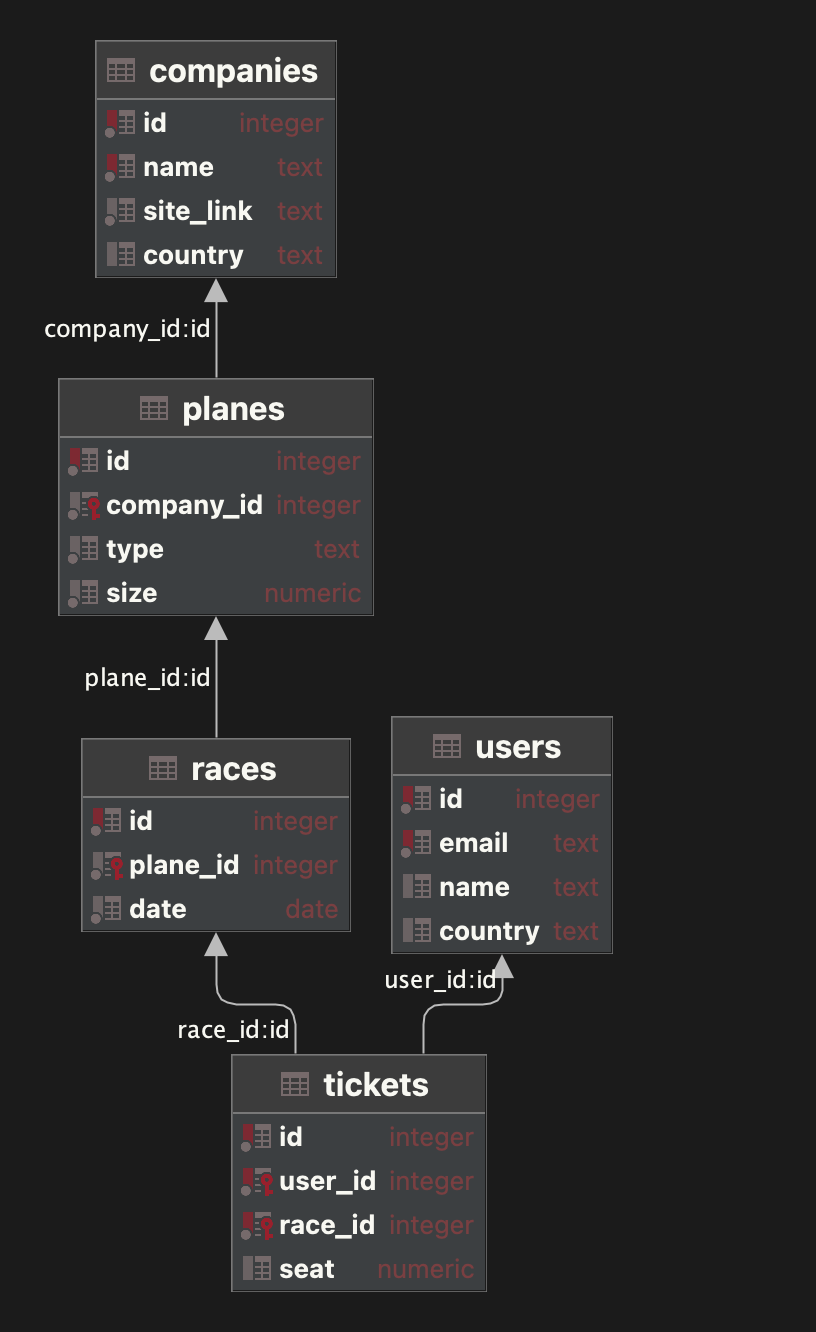 companies
id integer
name text
site_link text
country text
company_id:id
planes
id integer
company_id integer
type text
size numeric
plane_id:id
races
id integer
plane_id integer
date date
users
id integer
email text
name text
country text
user_id:id
race_id:id
tickets
id integer
user_id integer
race_id integer
seat numeric